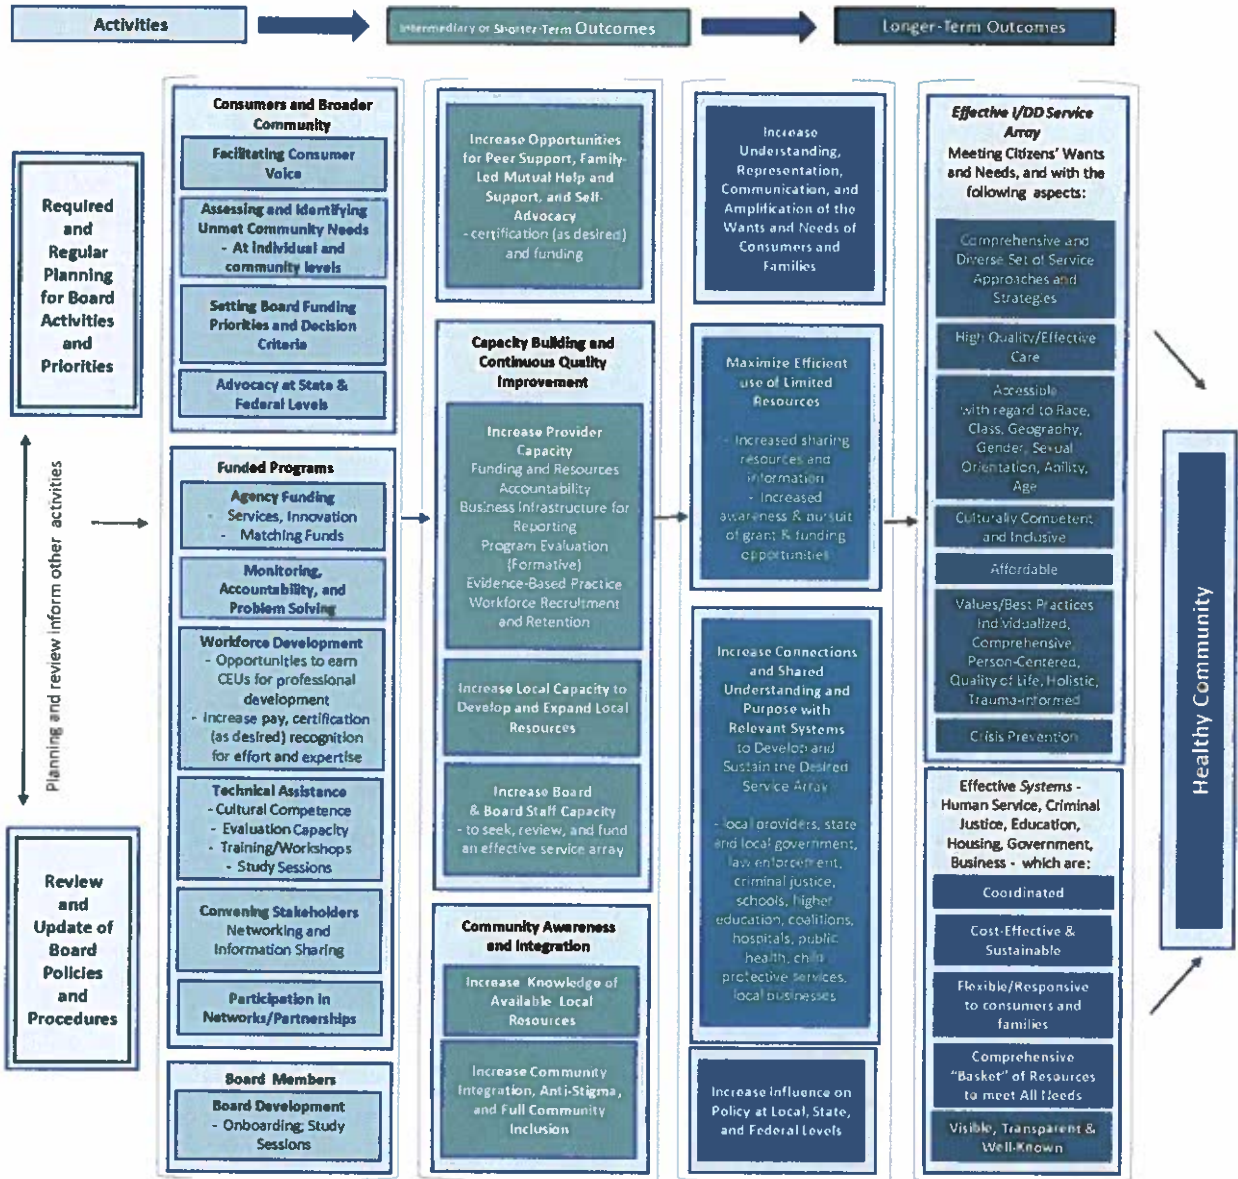 Activities
Intermediary or Shorter-Term Outcomes
Longer-Term Outcomes
Required
and
Regular
Planning
for Board
Activities
and
Priorities
Planning and review inform other activities
Review
and
Update of
Board
Policies
and
Procedures
Consumers and Broader
Community
Facilitating Consumer
Voice
Assessing and Identifying
Unmet Community Needs
- At individual and
community levels
Setting Board Funding
Priorities and Decision
Criteria
Advocacy at State &
Federal Levels
Funded Programs
Agency Funding
- Services, Innovation
- Matching Funds
Monitoring,
Accountability, and
Problem Solving
Workforce Development
- Opportunities to earn
CEUs for professional
development
- Increase pay, certification
(as desired) recognition
for effort and expertise
Technical Assistance
- Cultural Competence
- Evaluation Capacity
- Training/Workshops
- Study Sessions
Convening Stakeholders
Networking and
Information Sharing
Participation in
Networks/Partnerships
Board Members
Board Development
- Onboarding; Study
Sessions
Increase Opportunities
for Peer Support, Family-
Led Mutual Help and
Support, and Self-
Advocacy
- certification (as desired)
and funding
Capacity Building and
Continuous Quality
Improvement
Increase Provider
Capacity
Funding and Resources
Accountability
Business Infrastructure for
Reporting
Program Evaluation
(Formative)
Evidence-Based Practice
Workforce Recruitment
and Retention
Increase Local Capacity to
Develop and Expand Local
Resources
Increase Board
& Board Staff Capacity
- to seek, review, and fund
an effective service array
Community Awareness
and Integration
Increase Knowledge of
Available Local
Resources
Increase Community
Integration, Anti-Stigma,
and Full Community
Inclusion
Increase
Understanding,
Representation,
Communication, and
Amplification of the
Wants and Needs of
Consumers and
Families
Maximize Efficient
use of Limited
Resources
- Increased sharing
resources and
information
- Increased
awareness & pursuit
of grant & funding
opportunities
Increase Connections
and Shared
Understanding and
Purpose with
Relevant Systems
to Develop and
Sustain the Desired
Service Array
- local providers, state
and local government,
law enforcement,
criminal justice,
schools, higher
education, coalitions,
hospitals, public
health, child
protective services,
local businesses
Increase Influence on
Policy at Local, State,
and Federal Levels
Effective I/DD Service
Array
Meeting Citizens' Wants
and Needs, and with the
following aspects:
Comprehensive and
Diverse Set of Service
Approaches and
Strategies
High Quality/Effective
Care
Accessible
with regard to Race,
Class, Geography,
Gender, Sexual
Orientation, Ability,
Age
Culturally Competent
and Inclusive
Affordable
Values/Best Practices
Individualized,
Comprehensive,
Person-Centered,
Quality of Life, Holistic,
Trauma-informed
Crisis Prevention
Effective Systems -
Human Service, Criminal
Justice, Education,
Housing, Government,
Business - which are:
Coordinated
Cost-Effective &
Sustainable
Flexible/Responsive
to consumers and
families
Comprehensive
"Basket" of Resources
to meet All Needs
Visible, Transparent &
Well-Known
Healthy Community